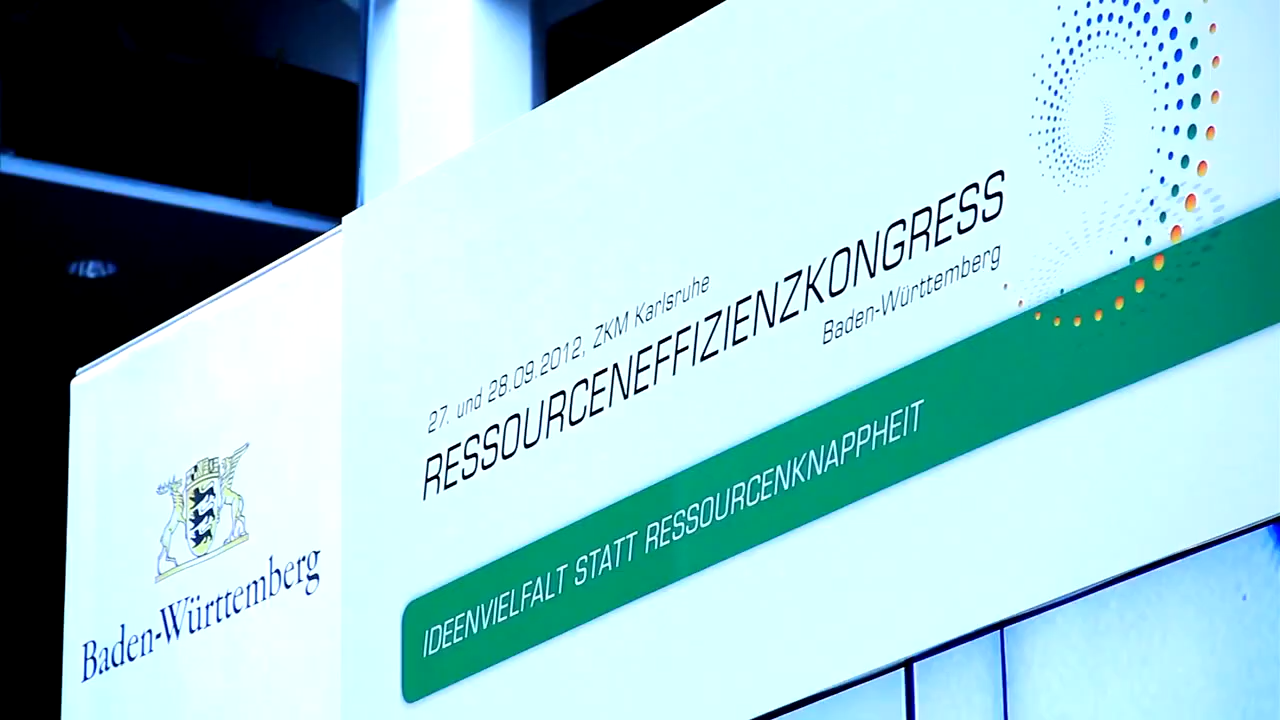 27. und 28.09.2012, ZKM Karlsruhe
RESSOURCENEFFIZIENZKONGRESS
Baden-Württemberg
IDEENVIELFALT STATT RESSOURCENKNAPPHEIT
Baden-Württemberg